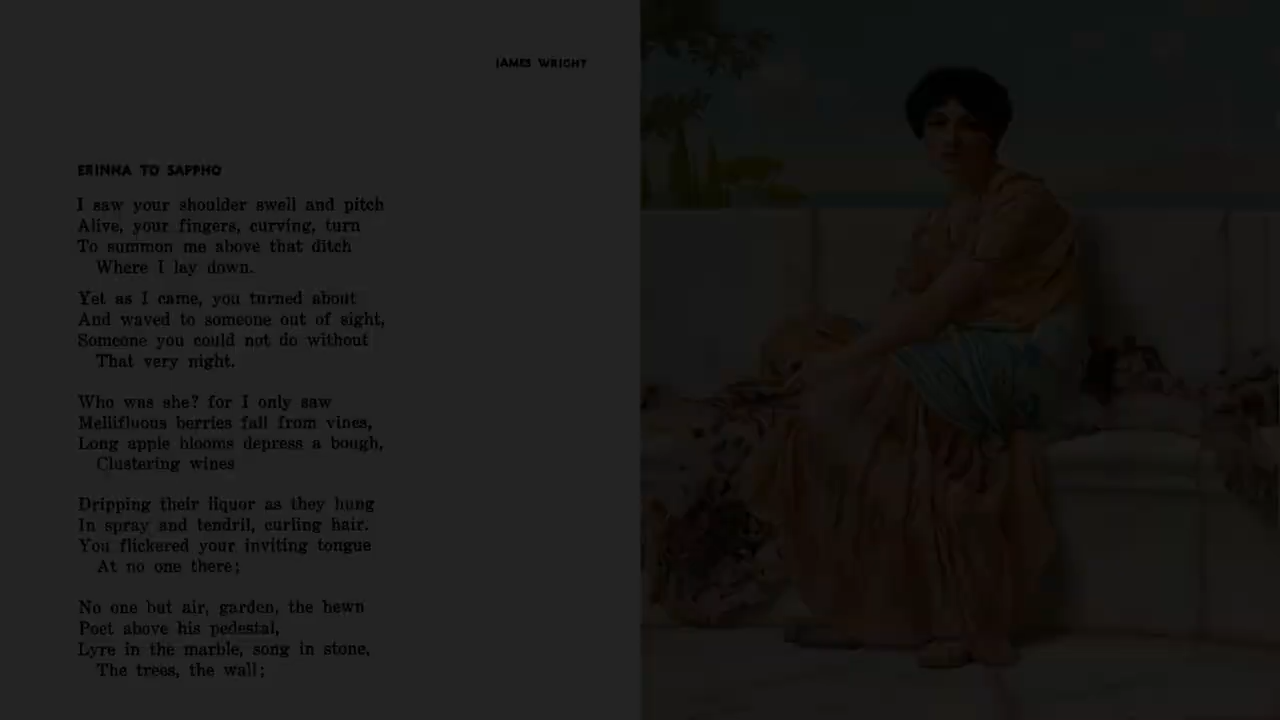 JAMES WRIGHT
ERINNA TO SAPPHO
I saw your shoulder swell and pitch
Alive, your fingers, curving, turn
To summon me above that ditch
Where I lay down.
Yet as I came, you turned about
And waved to someone out of sight,
Someone you could not do without
That very night.
Who was she? for I only saw
Mellifluous berries fall from vines,
Long apple blooms depress a bough,
Clustering wines
Dripping their liquor as they hung
In spray and tendril, curling hair.
You flickered your inviting tongue
At no one there;
No one but air, garden, the hewn
Poet above his pedestal,
Lyre in the marble, song in stone,
The trees, the wall;